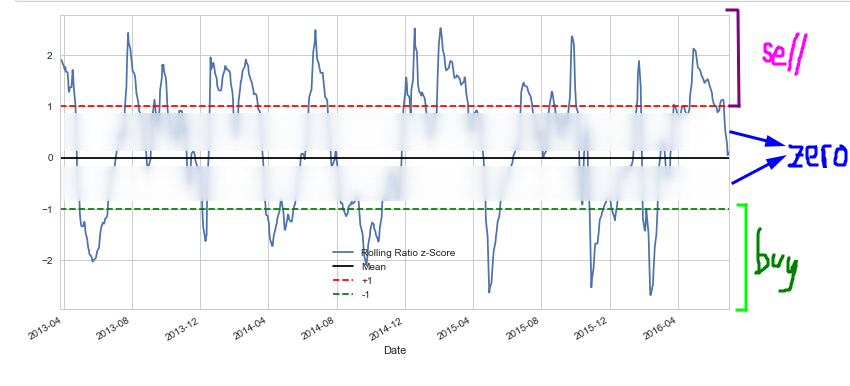 sell
2
1
0
zero
−1
buy
−2
Rolling Ratio z-Score
Mean
+1
-1
2013-04 2013-08 2013-12 2014-04 2014-08 2014-12 2015-04 2015-08 2015-12 2016-04
Date